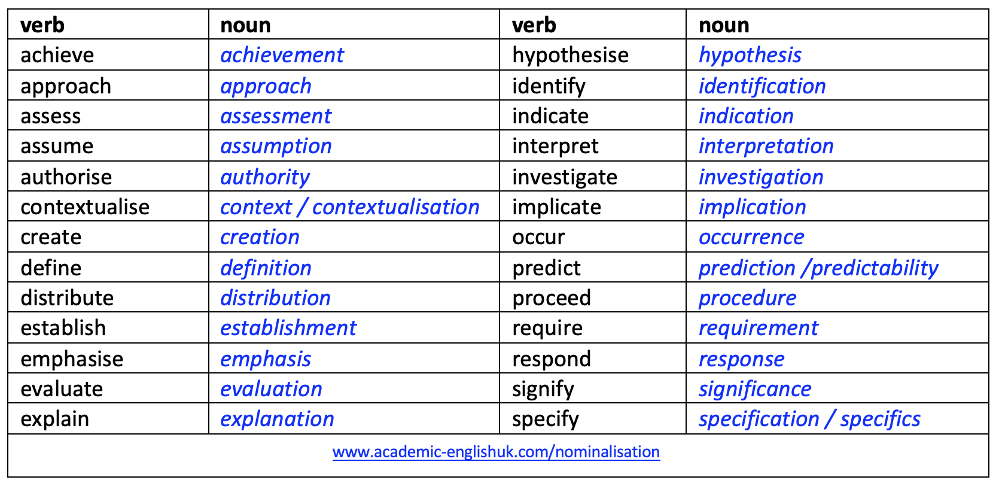 verb noun verb noun
achieve achievement hypothesise hypothesis
approach approach identify identification
assess assessment indicate indication
assume assumption interpret interpretation
authorise authority investigate investigation
contextualise context / contextualisation implicate implication
create creation occur occurrence
define definition predict prediction /predictability
distribute distribution proceed procedure
establish establishment require requirement
emphasise emphasis respond response
evaluate evaluation signify significance
explain explanation specify specification / specifics
www.academic-englishuk.com/nominalisation